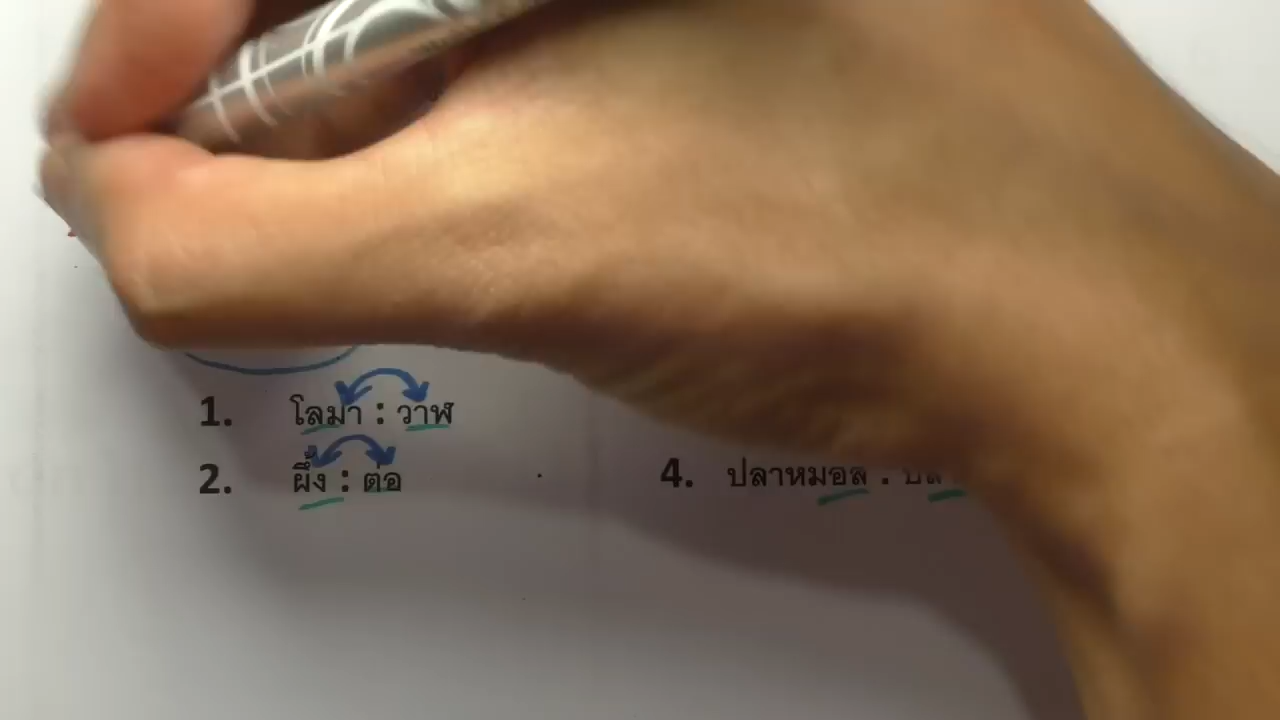 1. โลมา : วาฬ
2. ผึ้ง : ต่อ
4. ปลาหมอส :